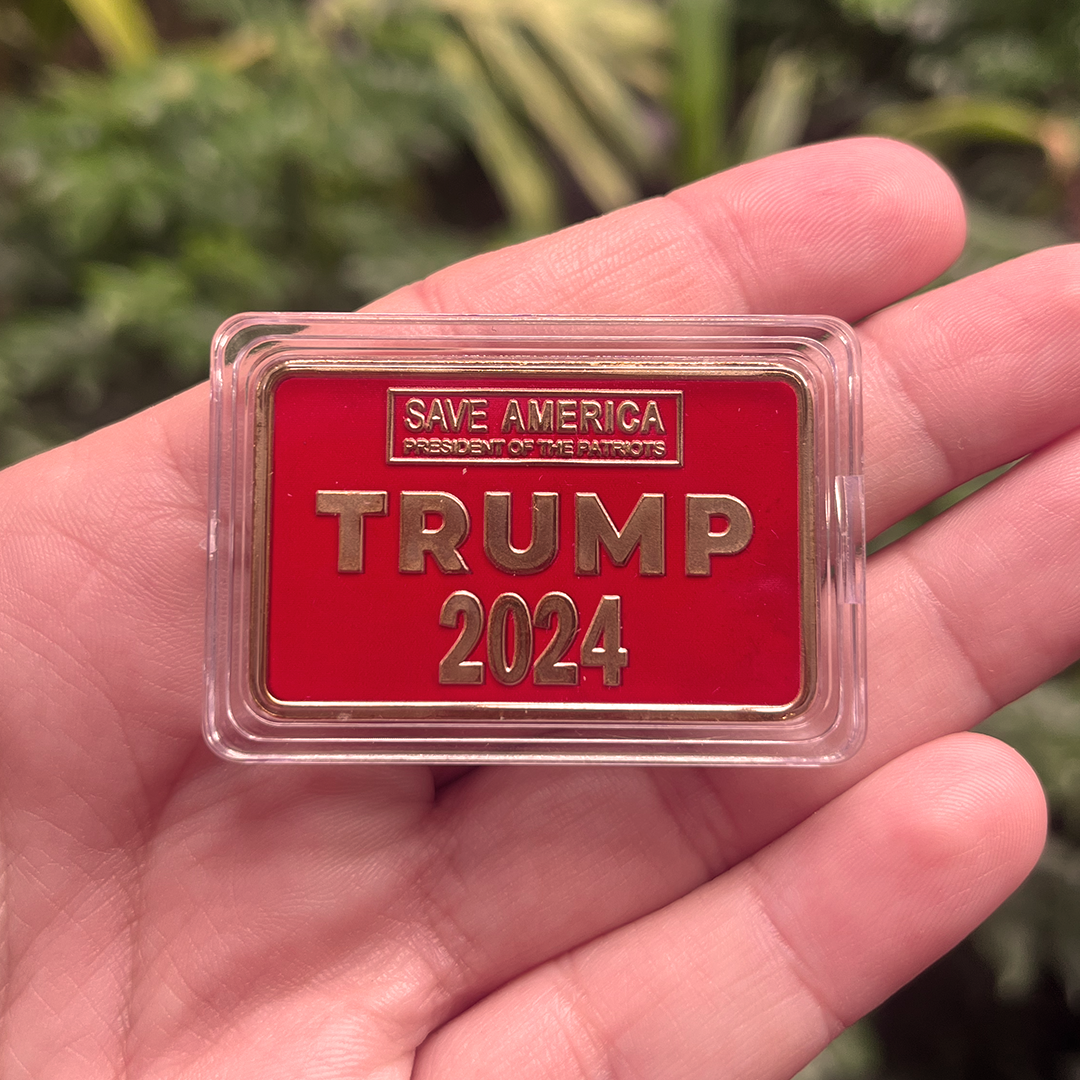 SAVE AMERICA
PRESIDENT OF THE PATRIOTS
TRUMP
2024